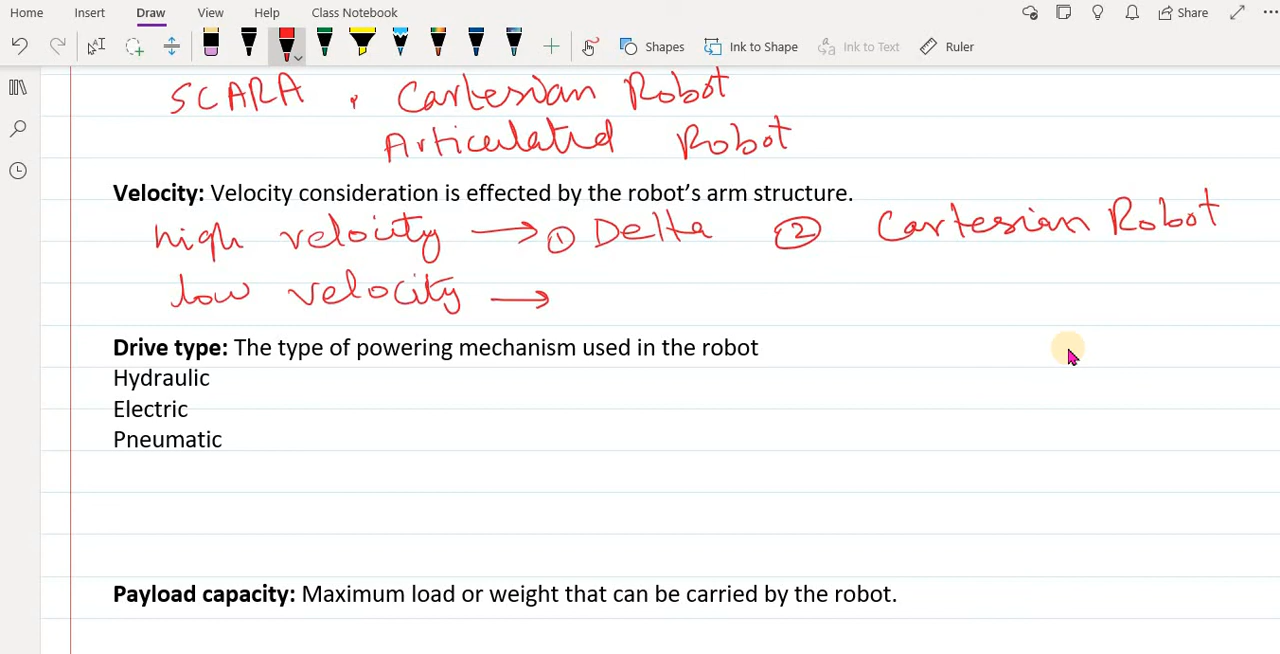 Home Insert Draw View Help Class Notebook Share
Shapes Ink to Shape Ink to Text Ruler
SCARA , Cartesian Robot
Articulated Robot
Velocity: Velocity consideration is effected by the robot's arm structure.
high velocity → ① Delta ② Cartesian Robot
low velocity →
Drive type: The type of powering mechanism used in the robot
Hydraulic
Electric
Pneumatic
Payload capacity: Maximum load or weight that can be carried by the robot.